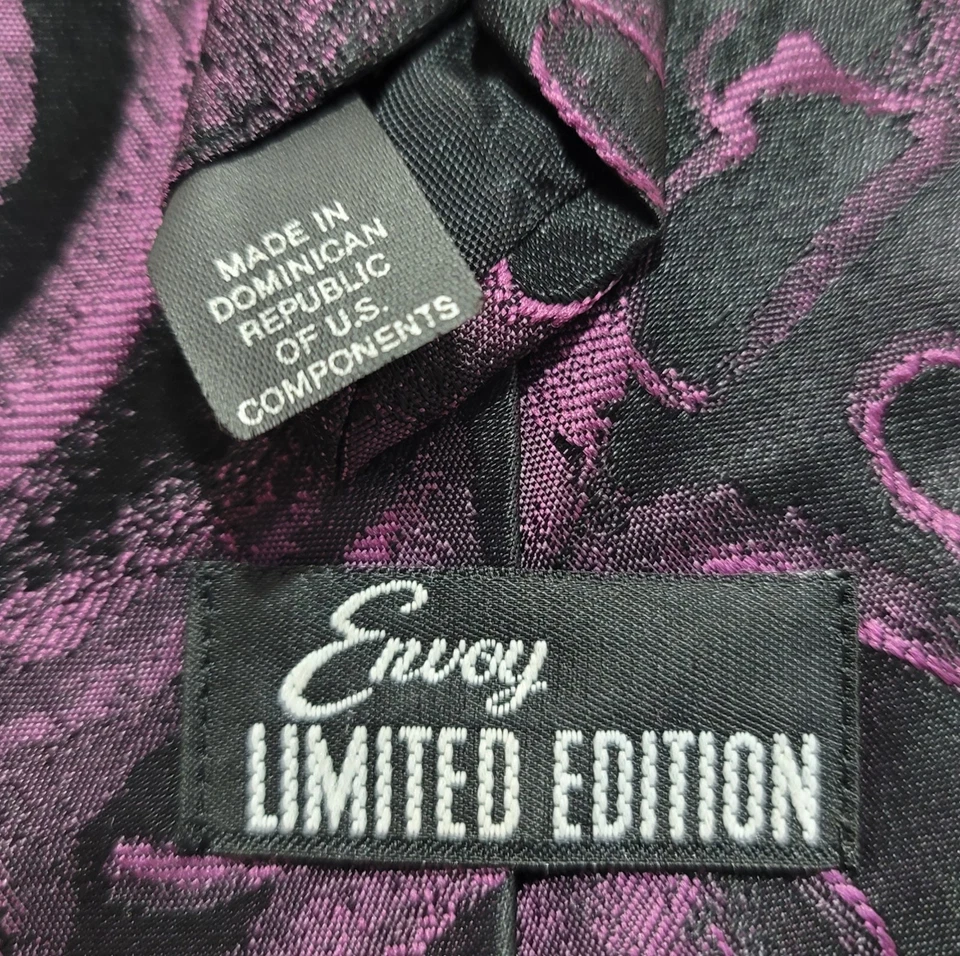 MADE IN
DOMINICAN
REPUBLIC
OF U.S.
COMPONENTS
Envoy
LIMITED EDITION